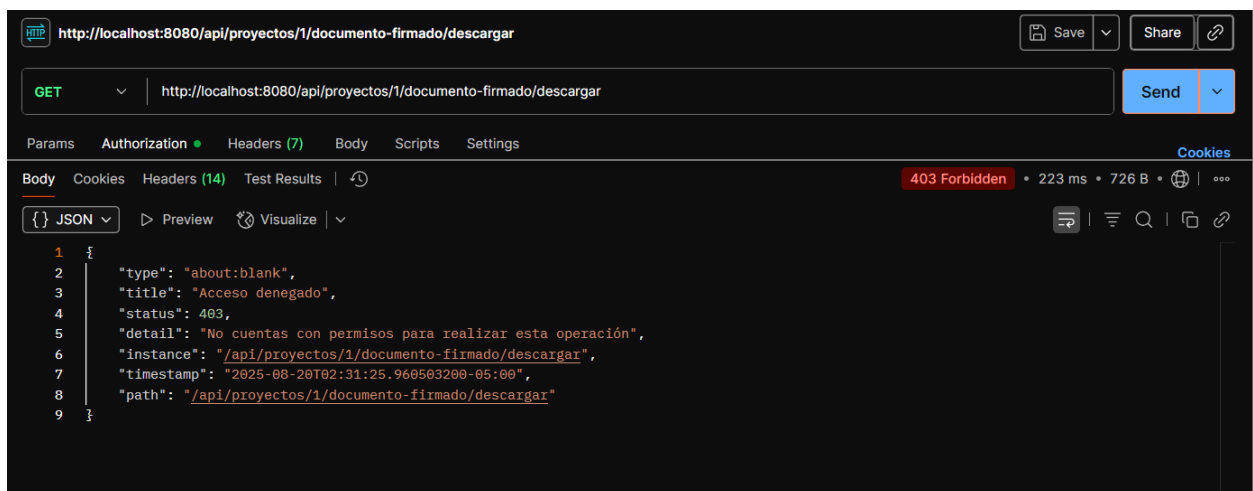 HTTP http://localhost:8080/api/proyectos/1/documento-firmado/descargar Save Share
GET http://localhost:8080/api/proyectos/1/documento-firmado/descargar Send
Params Authorization Headers (7) Body Scripts Settings Cookies
Body Cookies Headers (14) Test Results 403 Forbidden • 223 ms • 726 B •
{} JSON Preview Visualize
1 {
2 "type": "about:blank",
3 "title": "Acceso denegado",
4 "status": 403,
5 "detail": "No cuentas con permisos para realizar esta operación",
6 "instance": "/api/proyectos/1/documento-firmado/descargar",
7 "timestamp": "2025-08-20T02:31:25.960503200-05:00",
8 "path": "/api/proyectos/1/documento-firmado/descargar"
9 }